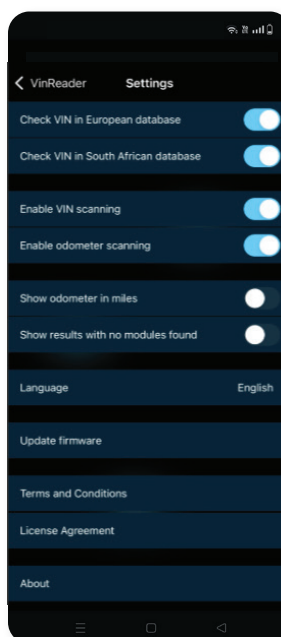 VinReader Settings
Check VIN in European database
Check VIN in South African database
Enable VIN scanning
Enable odometer scanning
Show odometer in miles
Show results with no modules found
Language English
Update firmware
Terms and Conditions
License Agreement
About